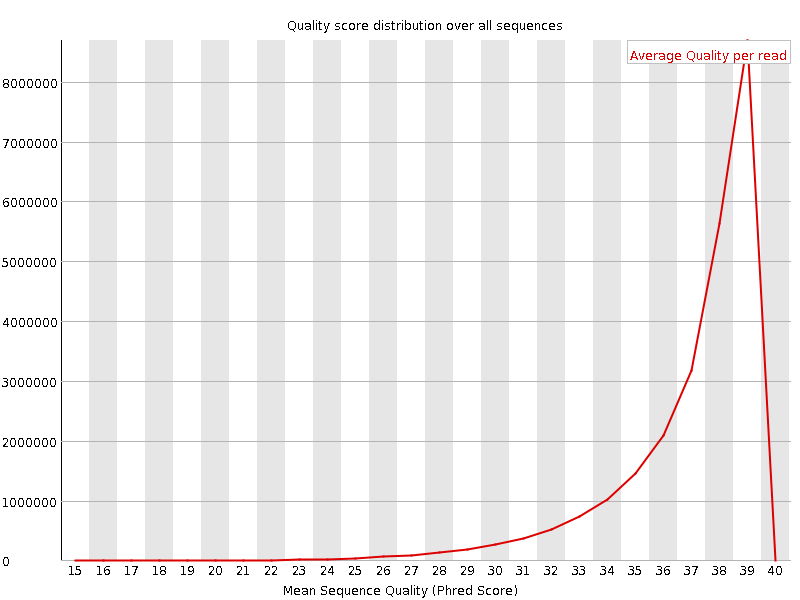 Quality score distribution over all sequences
Average Quality per read
8000000
7000000
6000000
5000000
4000000
3000000
2000000
1000000
0
15 16 17 18 19 20 21 22 23 24 25 26 27 28 29 30 31 32 33 34 35 36 37 38 39 40
Mean Sequence Quality (Phred Score)